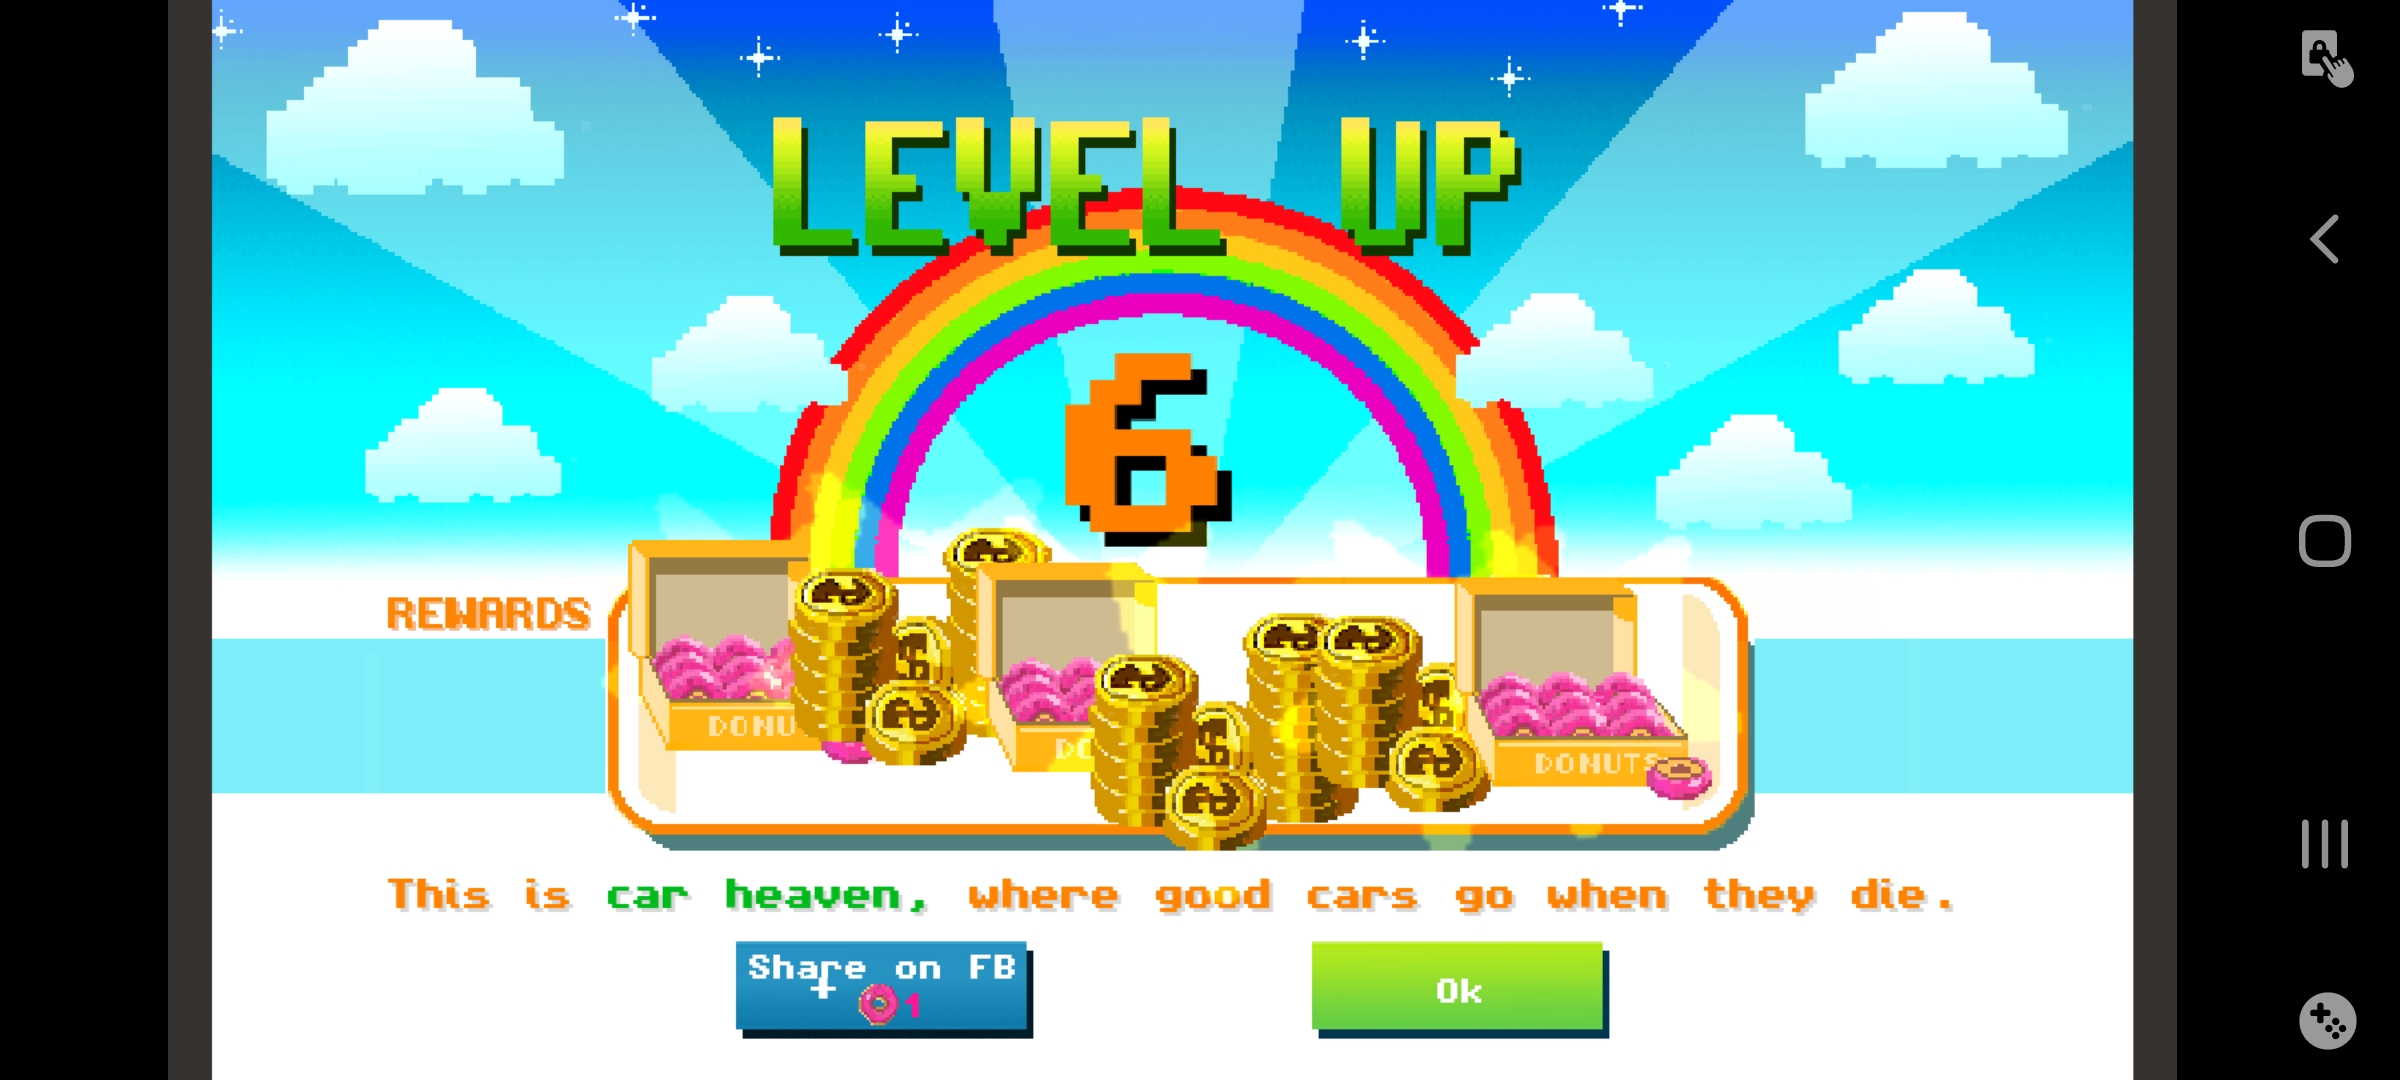 LEVEL UP
6
REWARDS
DONUTS
This is car heaven, where good cars go when they die.
Share on FB
+ 1
Ok